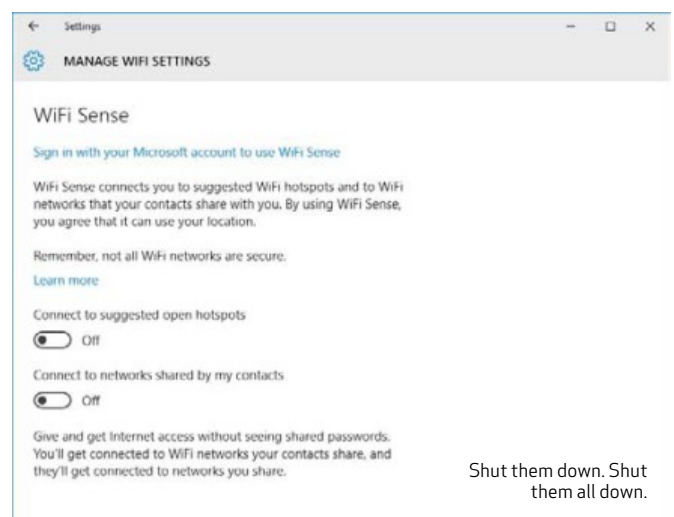 Settings
MANAGE WIFI SETTINGS
WiFi Sense
Sign in with your Microsoft account to use WiFi Sense
WiFi Sense connects you to suggested WiFi hotspots and to WiFi
networks that your contacts share with you. By using WiFi Sense,
you agree that it can use your location.
Remember, not all WiFi networks are secure.
Learn more
Connect to suggested open hotspots
Off
Connect to networks shared by my contacts
Off
Give and get Internet access without seeing shared passwords.
You'll get connected to WiFi networks your contacts share, and
they'll get connected to networks you share.
Shut them down. Shut
them all down.